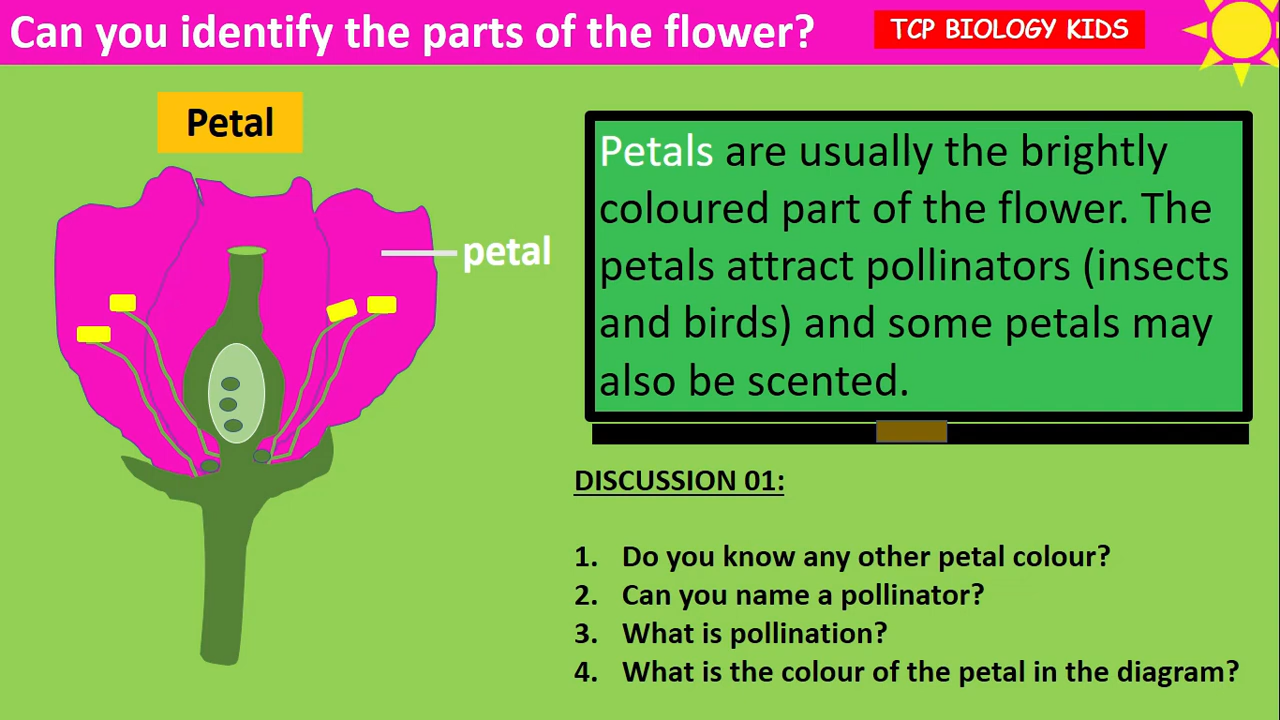 Can you identify the parts of the flower?
TCP BIOLOGY KIDS
Petal
petal
Petals are usually the brightly
coloured part of the flower. The
petals attract pollinators (insects
and birds) and some petals may
also be scented.
DISCUSSION 01:
1. Do you know any other petal colour?
2. Can you name a pollinator?
3. What is pollination?
4. What is the colour of the petal in the diagram?